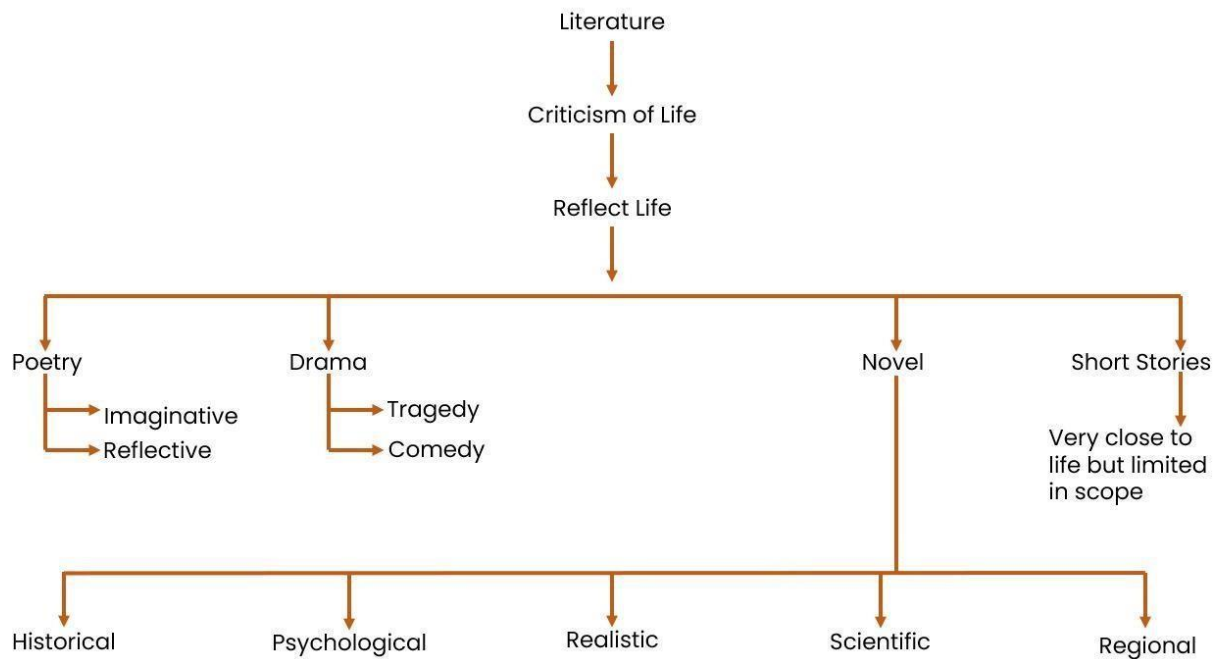 Literature
Criticism of Life
Reflect Life
Poetry
Drama
Novel
Short Stories
Imaginative
Reflective
Tragedy
Comedy
Very close to
life but limited
in scope
Historical
Psychological
Realistic
Scientific
Regional